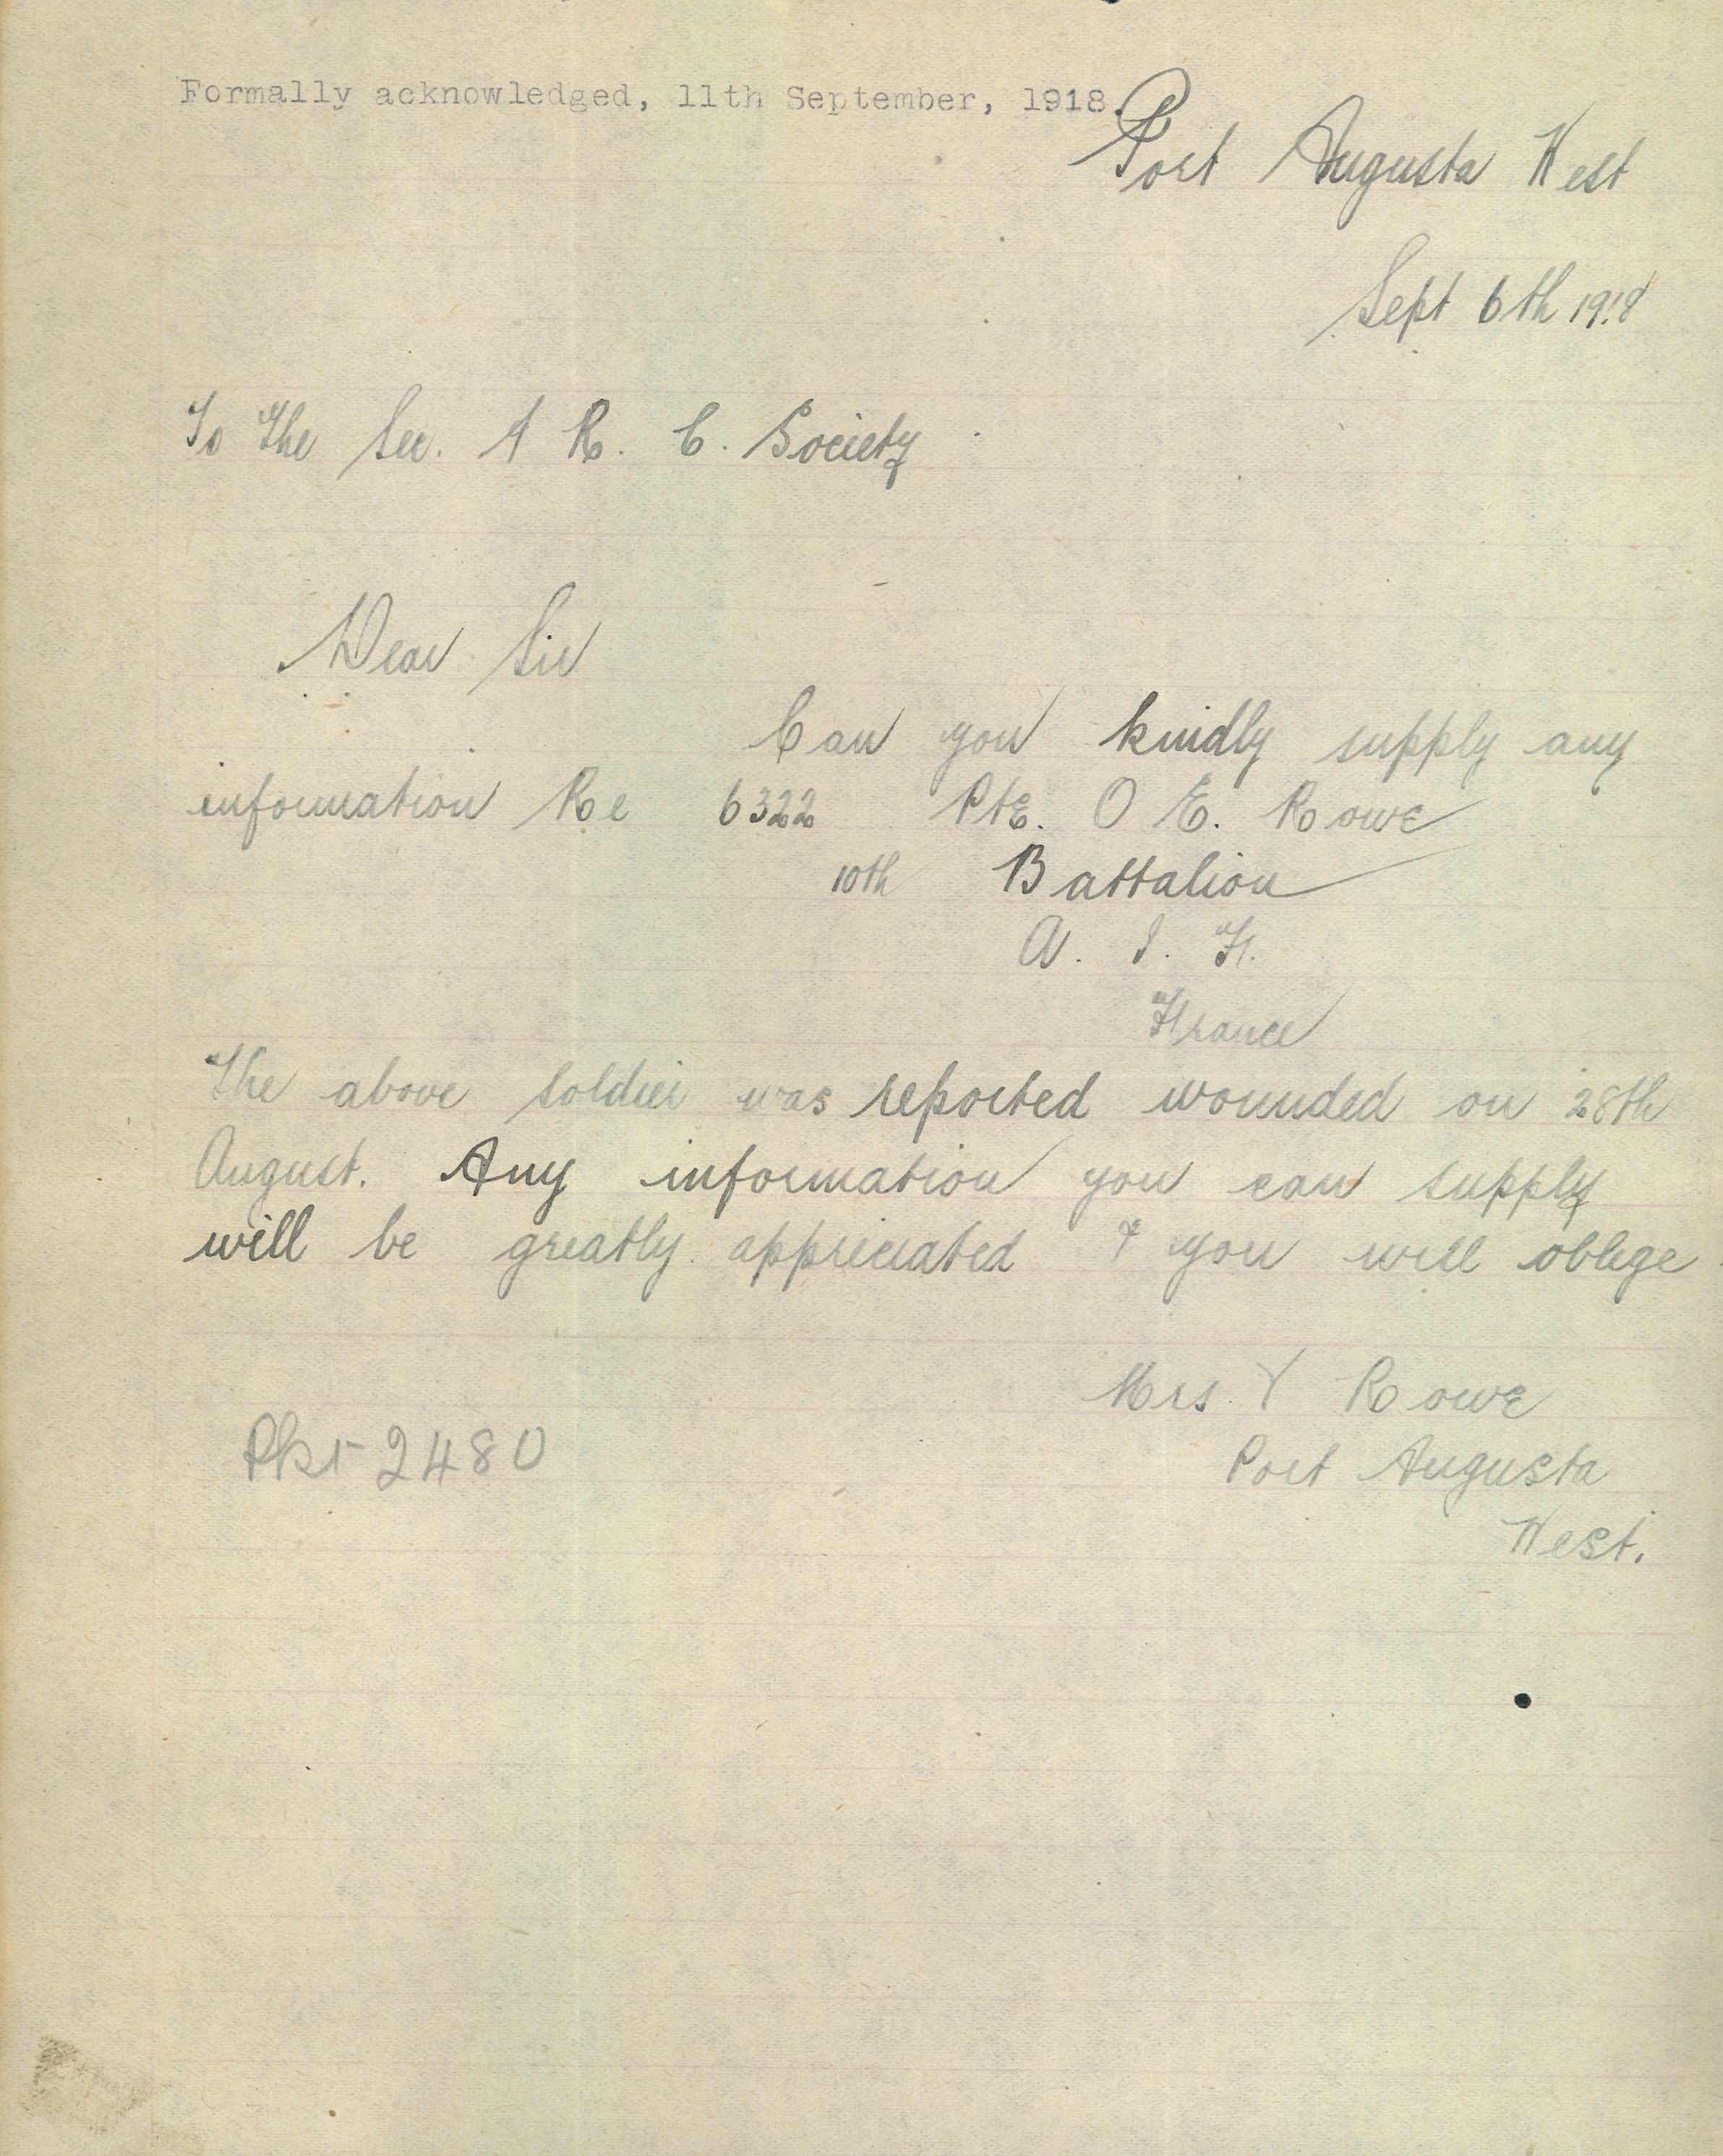 Formally acknowledged, 11th September, 1918.
Port Augusta West
Sept 6th 1918
To The Sec. A R. C. Society
Dear Sir
Can you kindly supply any
information Re 6322 Pte. O E. Rowe
10th Battalion
A. I. F.
France
The above soldier was reported wounded on 28th
August. Any information you can supply
will be greatly appreciated & you will oblige
Mrs. Y Rowe
Port Augusta
West.
Pkt 2480